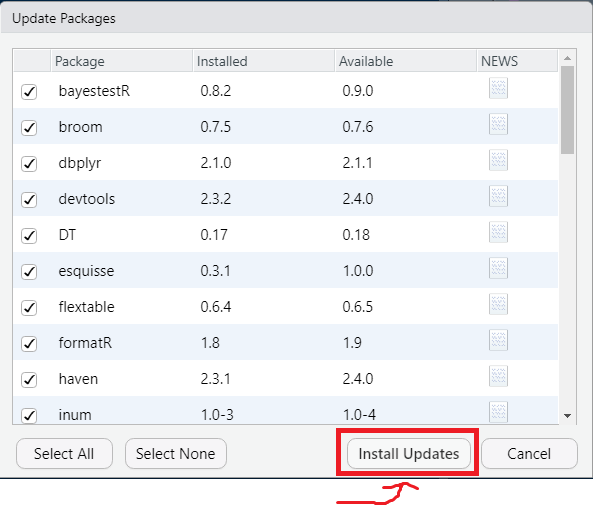 Update Packages
Package Installed Available NEWS
bayestestR 0.8.2 0.9.0
broom 0.7.5 0.7.6
dbplyr 2.1.0 2.1.1
devtools 2.3.2 2.4.0
DT 0.17 0.18
esquisse 0.3.1 1.0.0
flextable 0.6.4 0.6.5
formatR 1.8 1.9
haven 2.3.1 2.4.0
inum 1.0-3 1.0-4
Select All Select None Install Updates Cancel